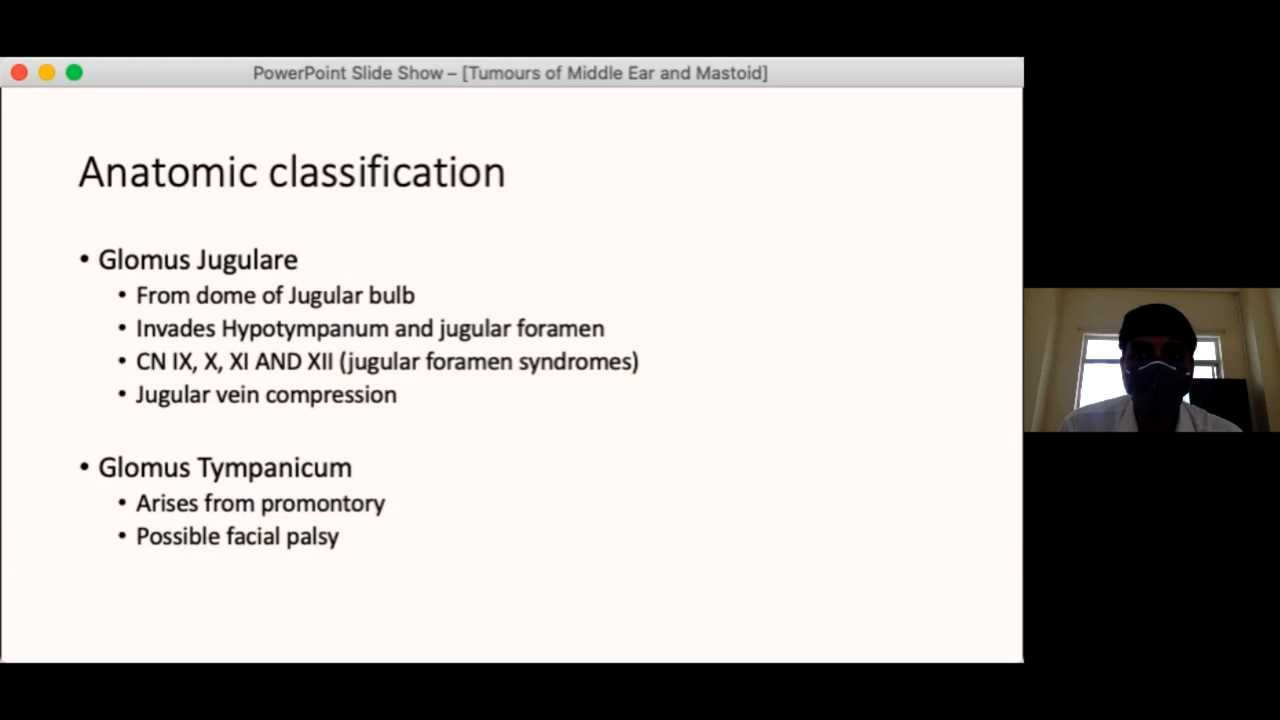 PowerPoint Slide Show – [Tumours of Middle Ear and Mastoid]
Anatomic classification
• Glomus Jugulare
• From dome of Jugular bulb
• Invades Hypotympanum and jugular foramen
• CN IX, X, XI AND XII (jugular foramen syndromes)
• Jugular vein compression
• Glomus Tympanicum
• Arises from promontory
• Possible facial palsy